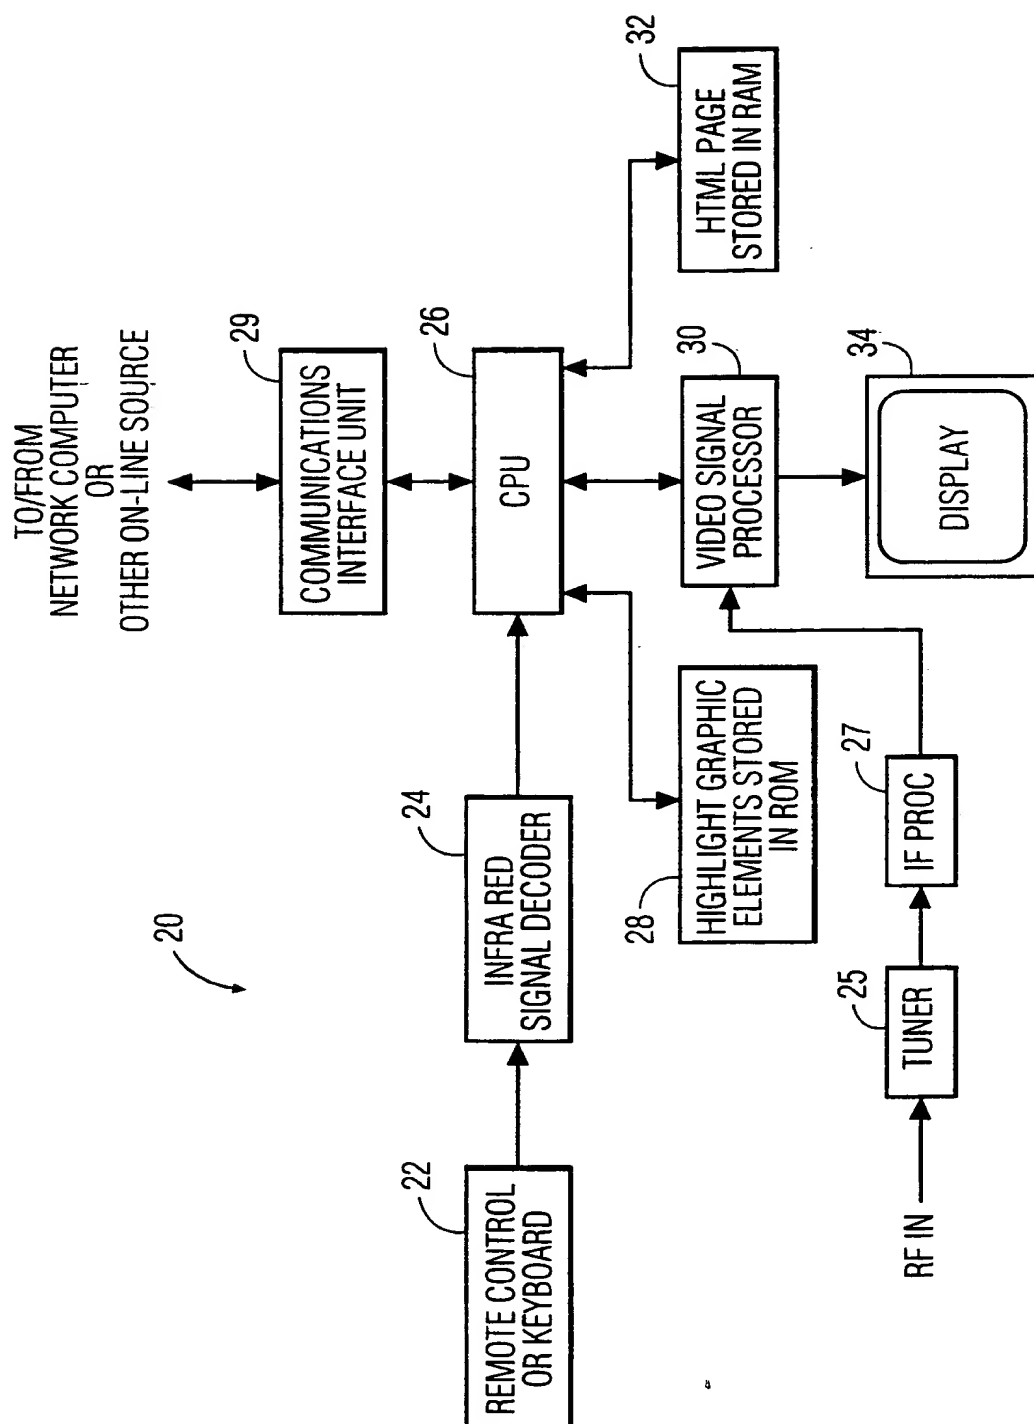 TO/FROM
NETWORK COMPUTER
OR
OTHER ON-LINE SOURCE
29
COMMUNICATIONS
INTERFACE UNIT
20
22
REMOTE CONTROL
OR KEYBOARD
24
INFRA RED
SIGNAL DECODER
26
CPU
28
HIGHLIGHT GRAPHIC
ELEMENTS STORED
IN ROM
30
VIDEO SIGNAL
PROCESSOR
32
HTML PAGE
STORED IN RAM
RF IN
25
TUNER
27
IF PROC
34
DISPLAY